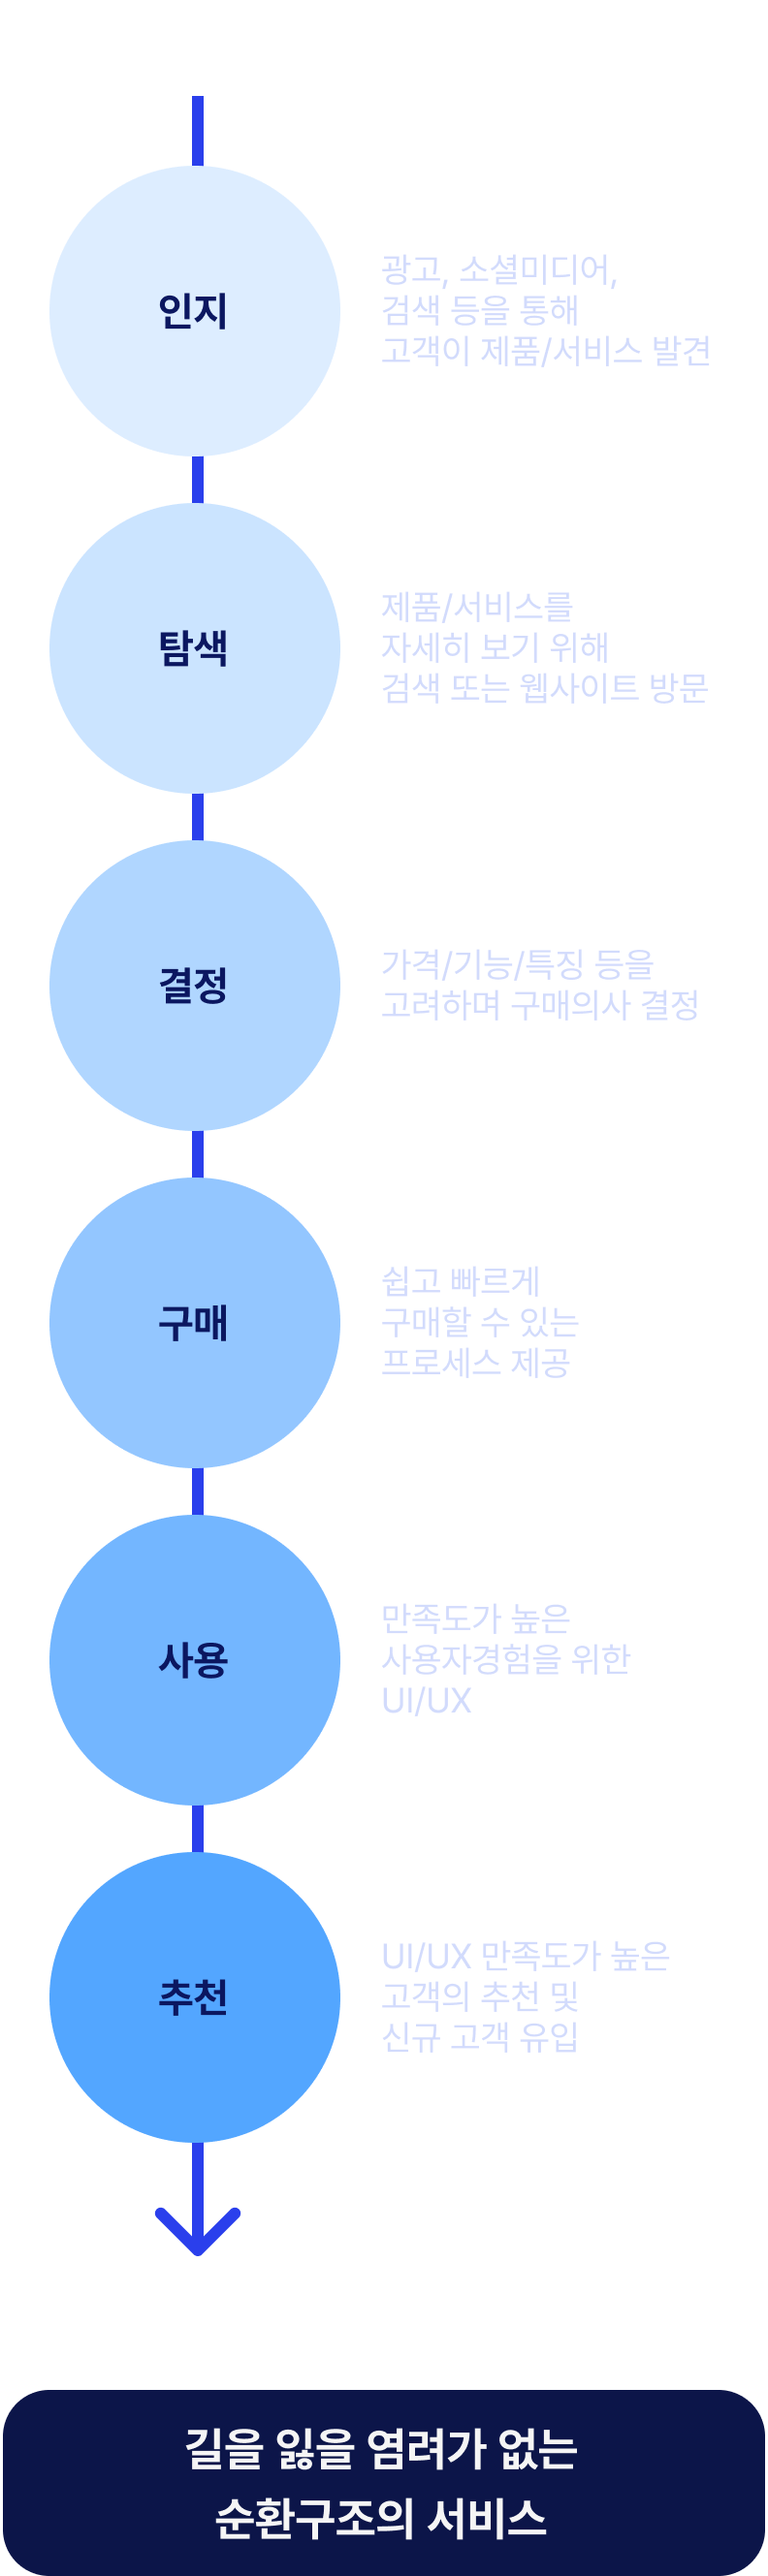 인지
광고, 소셜미디어,
검색 등을 통해
고객이 제품/서비스 발견
탐색
제품/서비스를
자세히 보기 위해
검색 또는 웹사이트 방문
결정
가격/기능/특징 등을
고려하며 구매의사 결정
구매
쉽고 빠르게
구매할 수 있는
프로세스 제공
사용
만족도가 높은
사용자경험을 위한
UI/UX
추천
UI/UX 만족도가 높은
고객의 추천 및
신규 고객 유입
길을 잃을 염려가 없는
순환구조의 서비스